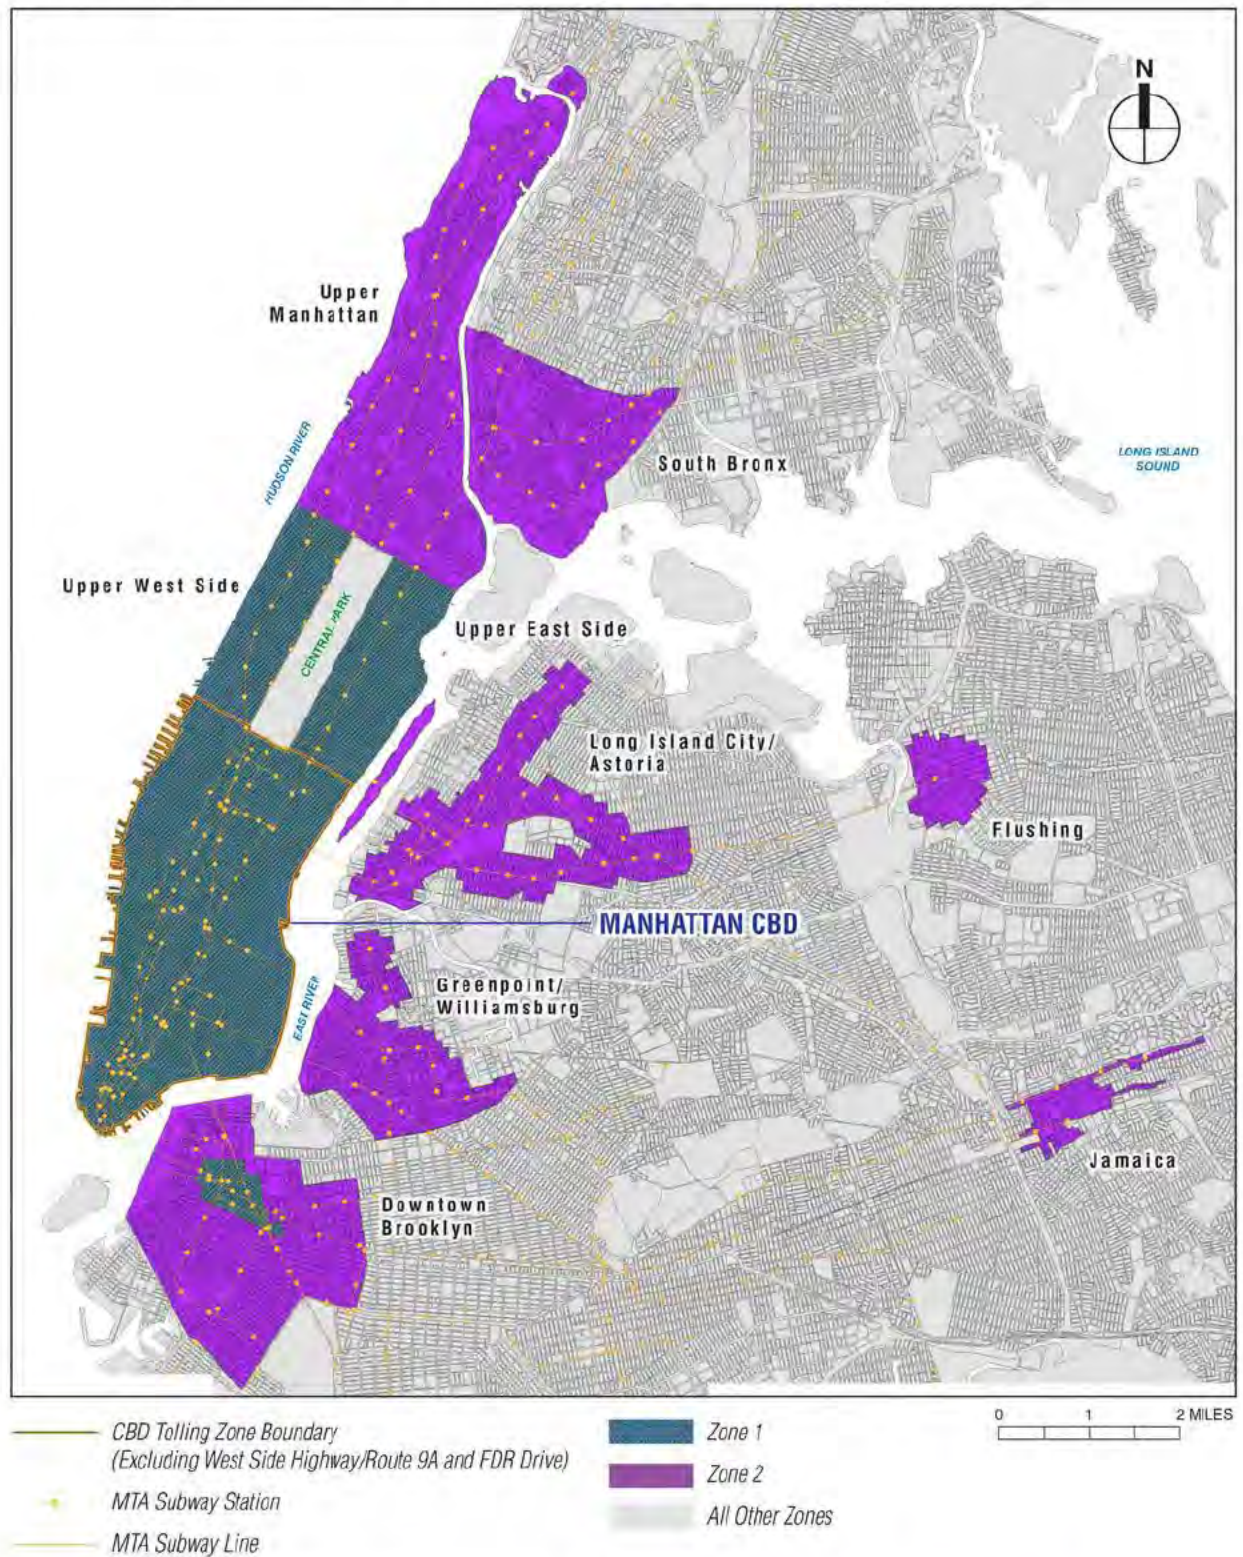 N
Upper
Manhattan
HUDSON RIVER
South Bronx
LONG ISLAND
SOUND
Upper West Side
CENTRAL PARK
Upper East Side
Long Island City/
Astoria
Flushing
MANHATTAN CBD
EAST RIVER
Greenpoint/
Williamsburg
Jamaica
Downtown
Brooklyn
CBD Tolling Zone Boundary
(Excluding West Side Highway/Route 9A and FDR Drive)
MTA Subway Station
MTA Subway Line
Zone 1
Zone 2
All Other Zones
0 1 2 MILES